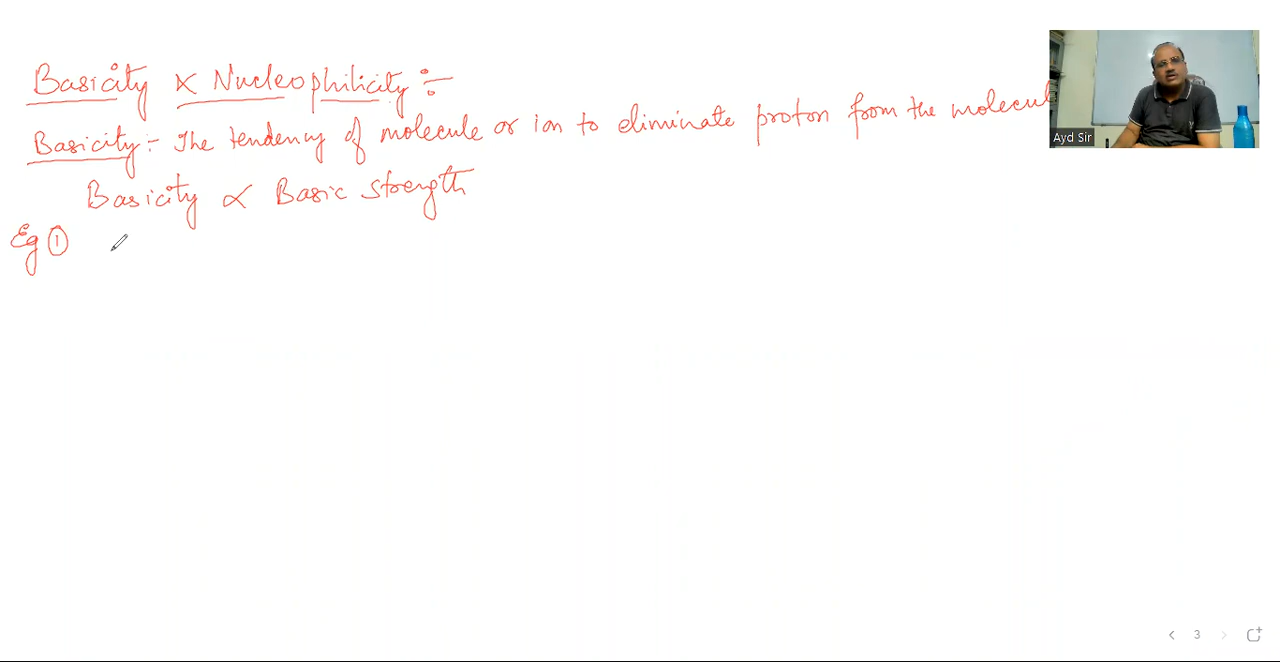 Basicity & Nucleophilicity :-
Basicity :- The tendency of molecule or ion to eliminate proton from the molecul
Basicity ∝ Basic strength
Eg ①
Ayd Sir
3